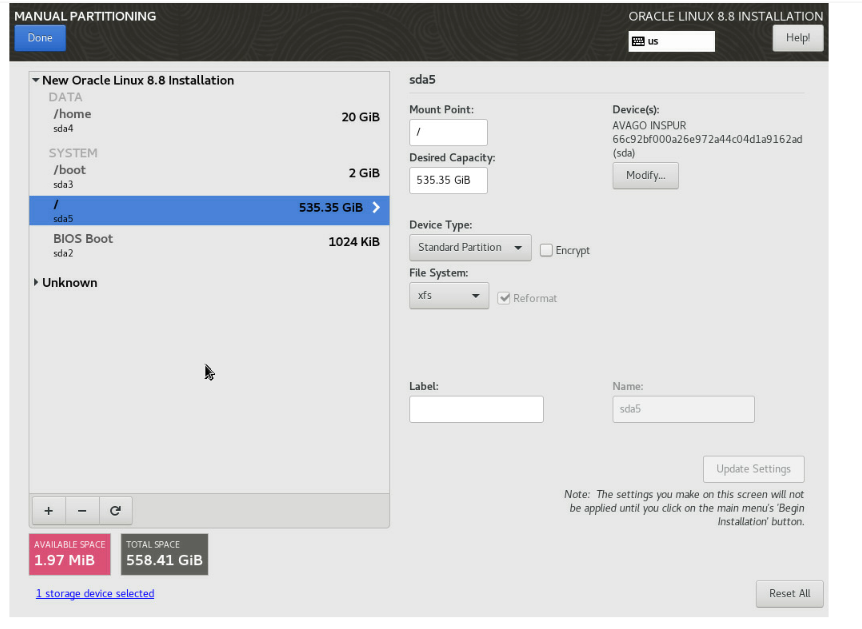 MANUAL PARTITIONING
ORACLE LINUX 8.8 INSTALLATION
Done
us
Help!
New Oracle Linux 8.8 Installation
DATA
/home
20 GiB
sda4
SYSTEM
/boot
2 GiB
sda3
/
535.35 GiB
sda5
BIOS Boot
1024 KiB
sda2
Unknown
+ −
AVAILABLE SPACE
1.97 MiB
TOTAL SPACE
558.41 GiB
1 storage device selected
sda5
Mount Point:
/
Desired Capacity:
535.35 GiB
Device(s):
AVAGO INSPUR
66c92bf000a26e972a44c04d1a9162ad
(sda)
Modify...
Device Type:
Standard Partition
Encrypt
File System:
xfs
Reformat
Label:
Name:
sda5
Update Settings
Note: The settings you make on this screen will not
be applied until you click on the main menu's 'Begin
Installation' button.
Reset All